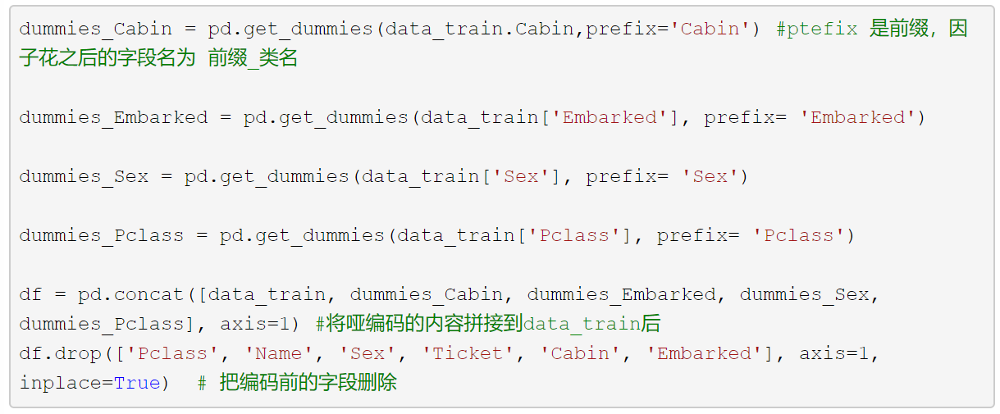 dummies_Cabin = pd.get_dummies(data_train.Cabin,prefix='Cabin') #ptefix 是前缀，因
子花之后的字段名为 前缀_类名
dummies_Embarked = pd.get_dummies(data_train['Embarked'], prefix= 'Embarked')
dummies_Sex = pd.get_dummies(data_train['Sex'], prefix= 'Sex')
dummies_Pclass = pd.get_dummies(data_train['Pclass'], prefix= 'Pclass')
df = pd.concat([data_train, dummies_Cabin, dummies_Embarked, dummies_Sex,
dummies_Pclass], axis=1) #将哑编码的内容拼接到data_train后
df.drop(['Pclass', 'Name', 'Sex', 'Ticket', 'Cabin', 'Embarked'], axis=1,
inplace=True)  # 把编码前的字段删除